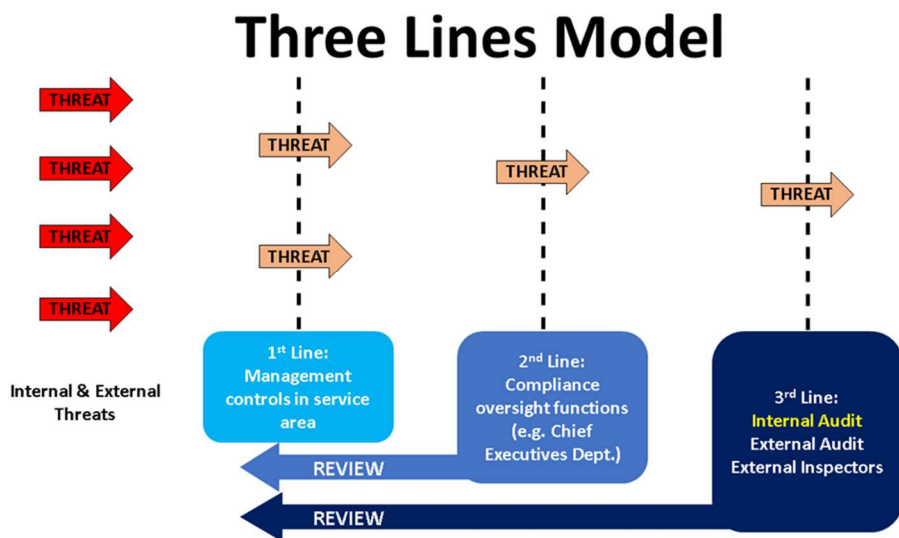 Three Lines Model
THREAT
THREAT
THREAT
THREAT
THREAT
THREAT
THREAT
THREAT
Internal & External
Threats
1st Line:
Management
controls in service
area
2nd Line:
Compliance
oversight functions
(e.g. Chief
Executives Dept.)
3rd Line:
Internal Audit
External Audit
External Inspectors
REVIEW
REVIEW